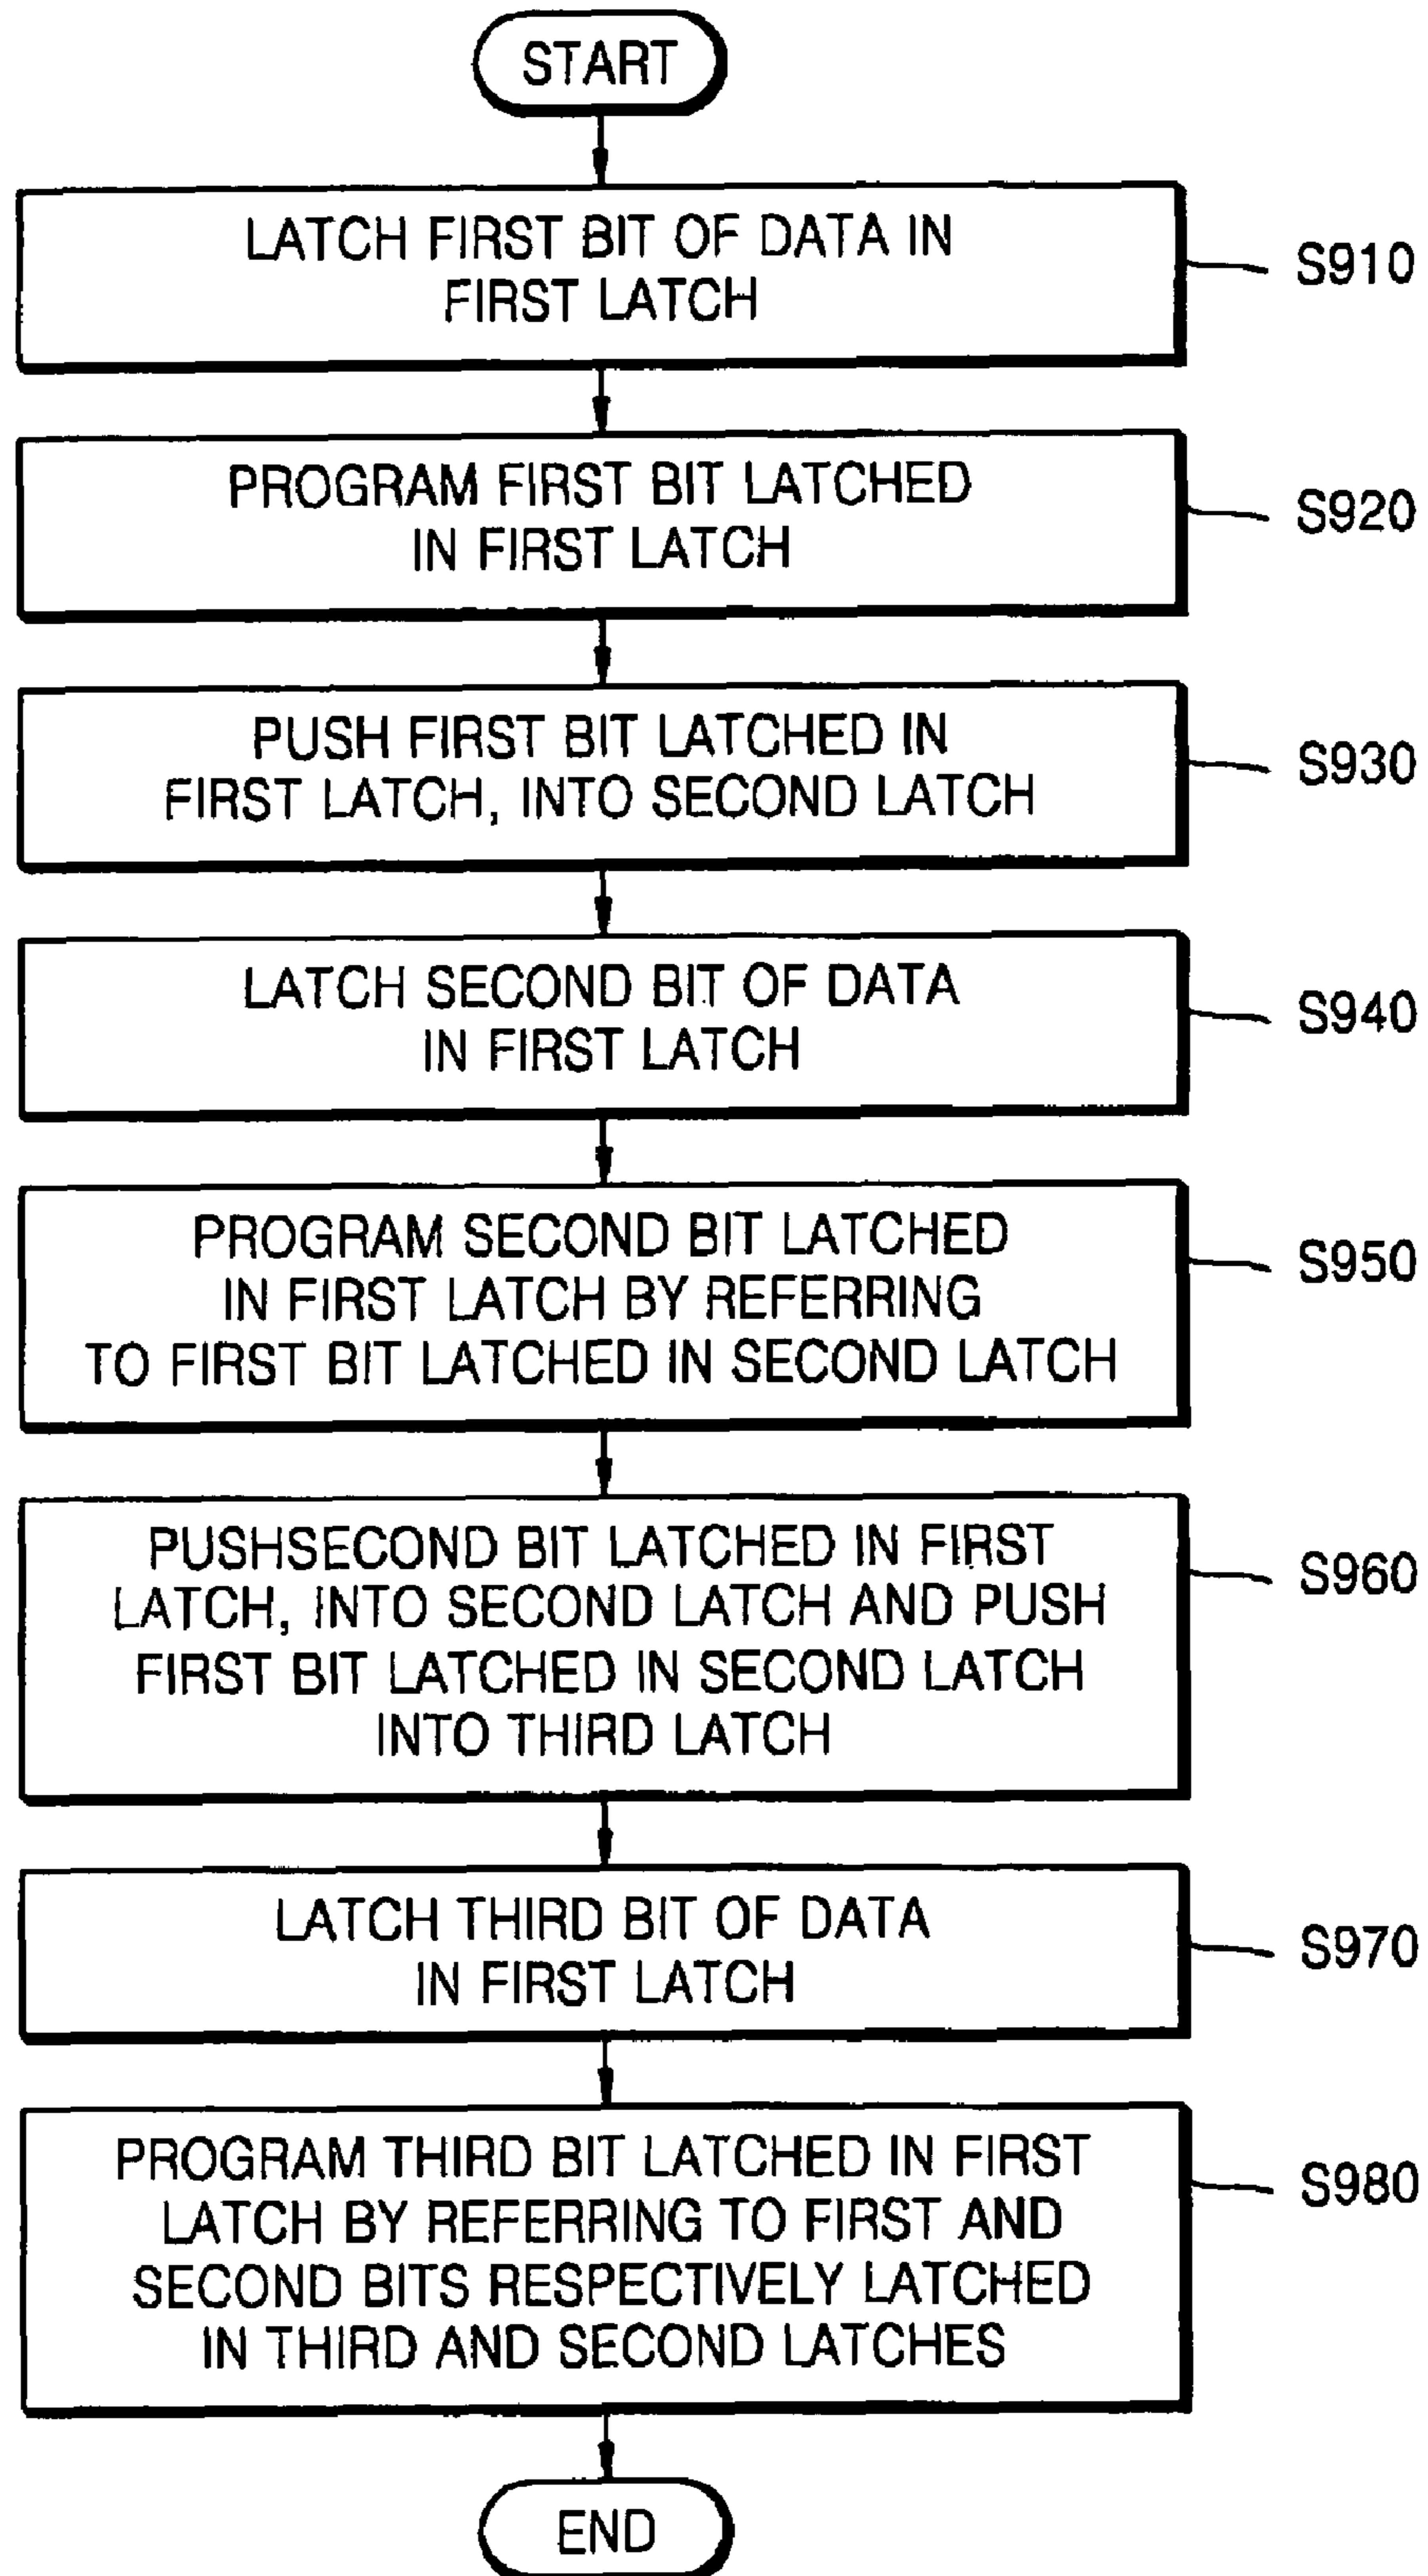 START
LATCH FIRST BIT OF DATA IN
FIRST LATCH
S910
PROGRAM FIRST BIT LATCHED
IN FIRST LATCH
S920
PUSH FIRST BIT LATCHED IN
FIRST LATCH, INTO SECOND LATCH
S930
LATCH SECOND BIT OF DATA
IN FIRST LATCH
S940
PROGRAM SECOND BIT LATCHED
IN FIRST LATCH BY REFERRING
TO FIRST BIT LATCHED IN SECOND LATCH
S950
PUSHSECOND BIT LATCHED IN FIRST
LATCH, INTO SECOND LATCH AND PUSH
FIRST BIT LATCHED IN SECOND LATCH
INTO THIRD LATCH
S960
LATCH THIRD BIT OF DATA
IN FIRST LATCH
S970
PROGRAM THIRD BIT LATCHED IN FIRST
LATCH BY REFERRING TO FIRST AND
SECOND BITS RESPECTIVELY LATCHED
IN THIRD AND SECOND LATCHES
S980
END